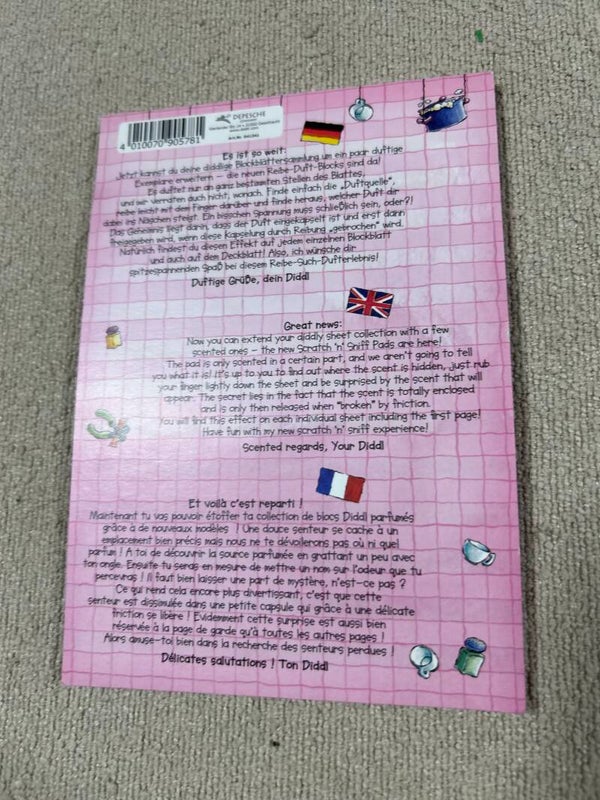 DEPESCHE
4 010070 905781
Es ist so weit:
Jetzt kannst du deine diddlige Blockblättersammlung um ein paar duftige
Exemplare erweitern – die neuen Reibe-Duft-Blocks sind da!
Es duftet nur an ganz bestimmten Stellen des Blattes,
und wir verraten auch nicht, wonach. Finde einfach die „Duftquelle“,
reibe leicht mit dem Finger darüber und finde heraus, welcher Duft dir
dabei ins Näschen steigt. Ein bisschen Spannung muss schließlich sein, oder?!
Das Geheimnis liegt darin, dass der Duft eingekapselt ist und erst dann
freigegeben wird, wenn diese Kapselung durch Reibung „gebrochen“ wird.
Natürlich findest du diesen Effekt auf jedem einzelnen Blockblatt
und auch auf dem Deckblatt! Also, ich wünsche dir
spitzespannenden Spaß bei diesem Reibe-Such-Dufterlebnis!
Duftige Grüße, dein Diddl
Great news:
Now you can extend your diddly sheet collection with a few
scented ones – the new Scratch 'n' Sniff Pads are here!
The pad is only scented in a certain part, and we aren't going to tell
you what it is! It's up to you to find out where the scent is hidden, just rub
your finger lightly down the sheet and be surprised by the scent that will
appear. The secret lies in the fact that the scent is totally enclosed
and is only then released when "broken" by friction.
You will find this effect on each individual sheet including the first page!
Have fun with my new scratch 'n' sniff experience!
Scented regards, Your Diddl
Et voilà c'est reparti !
Maintenant tu vas pouvoir étoffer ta collection de blocs Diddl parfumés
grâce à de nouveaux modèles ! Une douce senteur se cache à un
emplacement bien précis mais nous ne te dévoilerons pas où ni quel
parfum ! A toi de découvrir la source parfumée en grattant un peu avec
ton ongle. Ensuite tu seras en mesure de mettre un nom sur l'odeur que tu
percevras ! Il faut bien laisser une part de mystère, n'est-ce pas ?
Ce qui rend cela encore plus divertissant, c'est que cette
senteur est dissimulée dans une petite capsule qui grâce à une délicate
friction se libère ! Evidemment cette surprise est aussi bien
réservée à la page de garde qu'à toutes les autres pages !
Alors amuse-toi bien dans la recherche des senteurs perdues !
Délicates salutations ! Ton Diddl